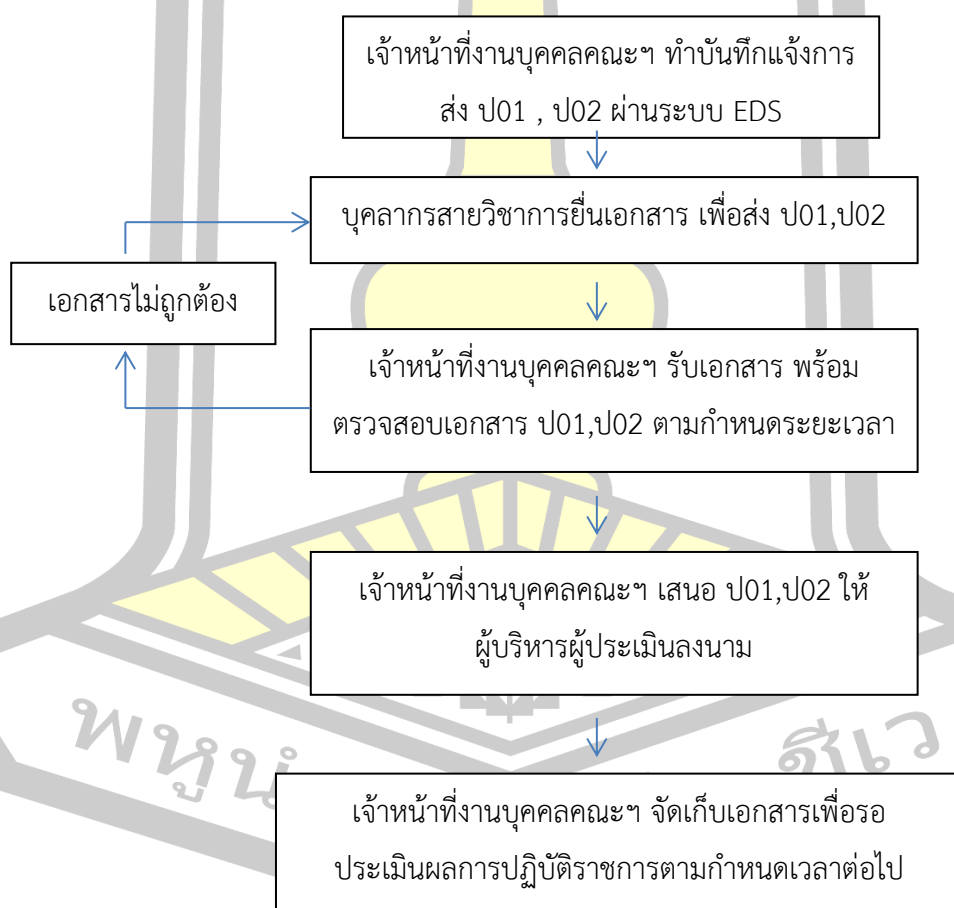 เจ้าหน้าที่งานบุคคลคณะฯ ทำบันทึกแจ้งการ
ส่ง ป01 , ป02 ผ่านระบบ EDS
บุคลากรสายวิชาการยื่นเอกสาร เพื่อส่ง ป01,ป02
เอกสารไม่ถูกต้อง
เจ้าหน้าที่งานบุคคลคณะฯ รับเอกสาร พร้อม
ตรวจสอบเอกสาร ป01,ป02 ตามกำหนดระยะเวลา
เจ้าหน้าที่งานบุคคลคณะฯ เสนอ ป01,ป02 ให้
ผู้บริหารผู้ประเมินลงนาม
พหูน ชีเว
เจ้าหน้าที่งานบุคคลคณะฯ จัดเก็บเอกสารเพื่อรอ
ประเมินผลการปฏิบัติราชการตามกำหนดเวลาต่อไป